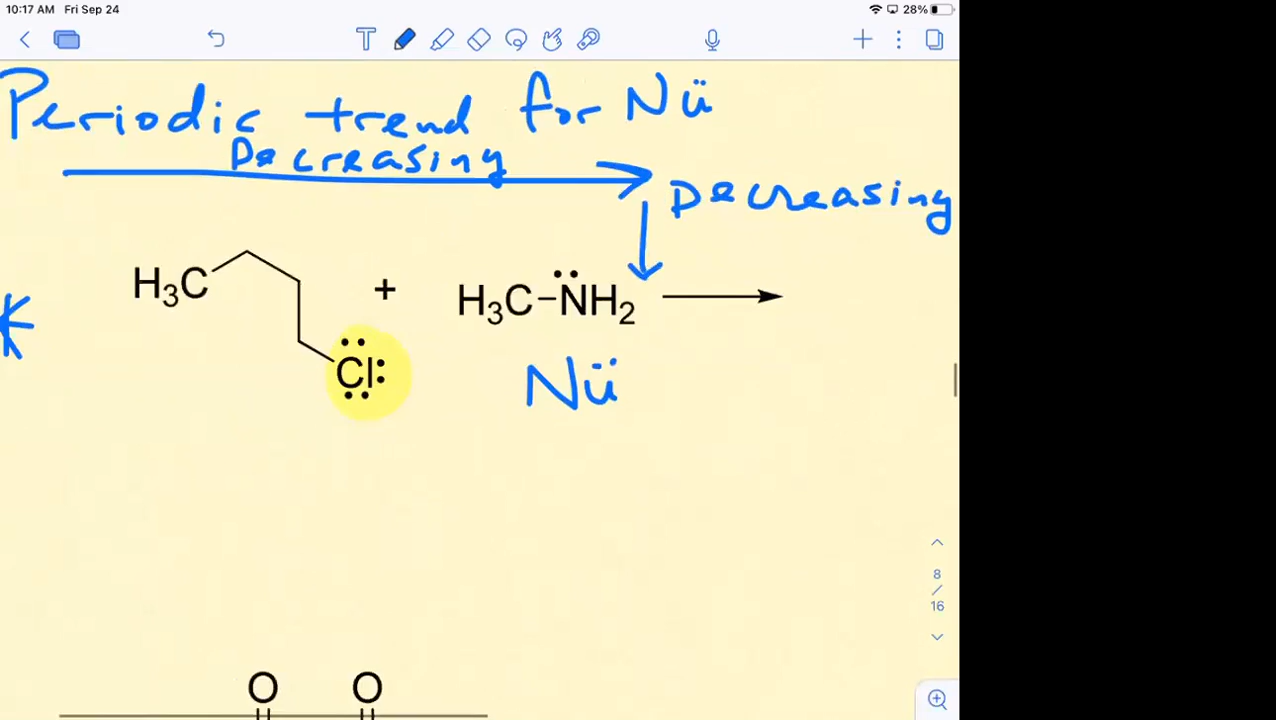 10:17 AM Fri Sep 24
28%
T
Periodic trend for Nü
Decreasing
Decreasing
H3C
+
H3C–NH2
Cl
Nü
8
/
16
O O